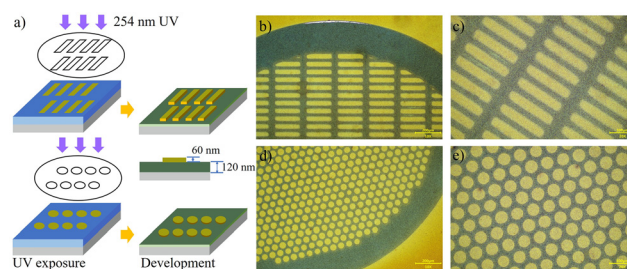 a)
254 nm UV
60 nm
120 nm
UV exposure
Development
b)
c)
d)
e)